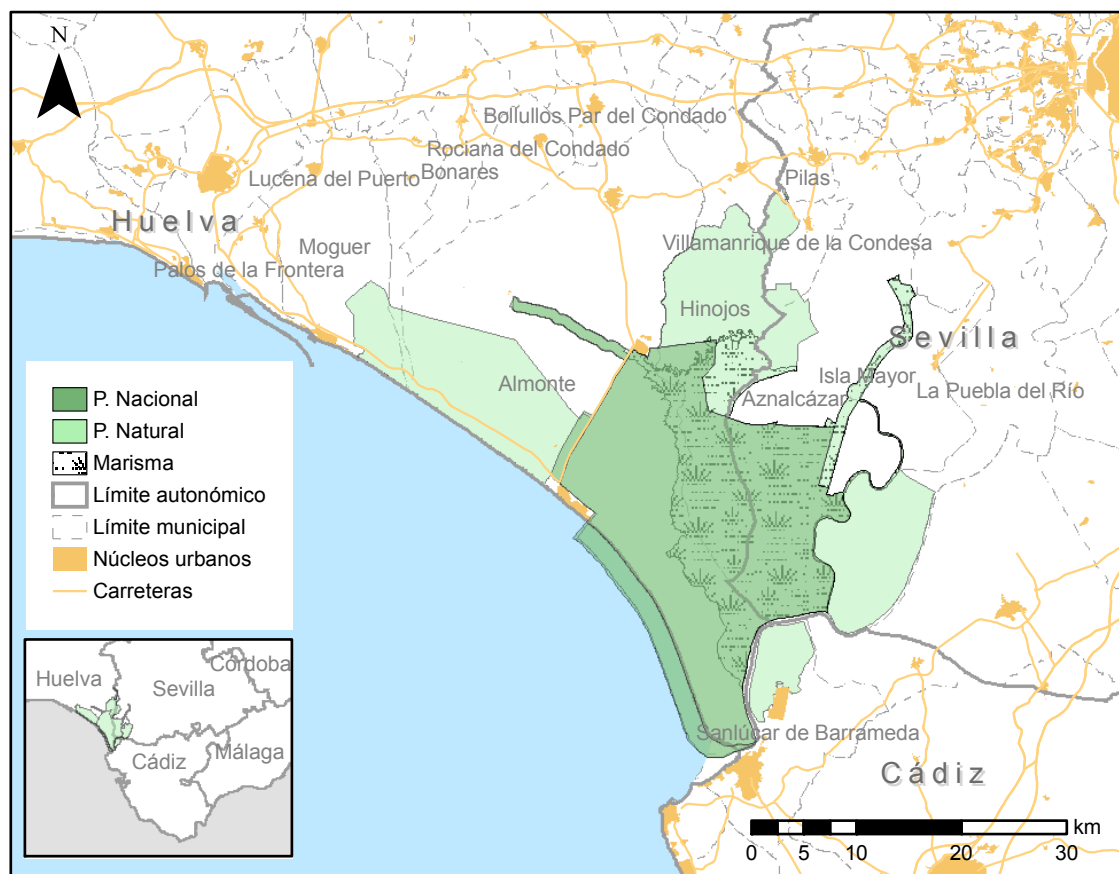 N
Bollullos Par del Condado
Rociana del Condado
Bonares
Lucena del Puerto
Pilas
Huelva
Moguer
Villamanrique de la Condesa
Palos de la Frontera
Hinojos
Sevilla
Almonte
Isla Mayor
La Puebla del Río
Aznalcázar
P. Nacional
P. Natural
Marisma
Límite autonómico
Límite municipal
Núcleos urbanos
Carreteras
Córdoba
Huelva
Sevilla
Málaga
Cádiz
Sanlúcar de Barrameda
Cádiz
km
0 5 10 20 30